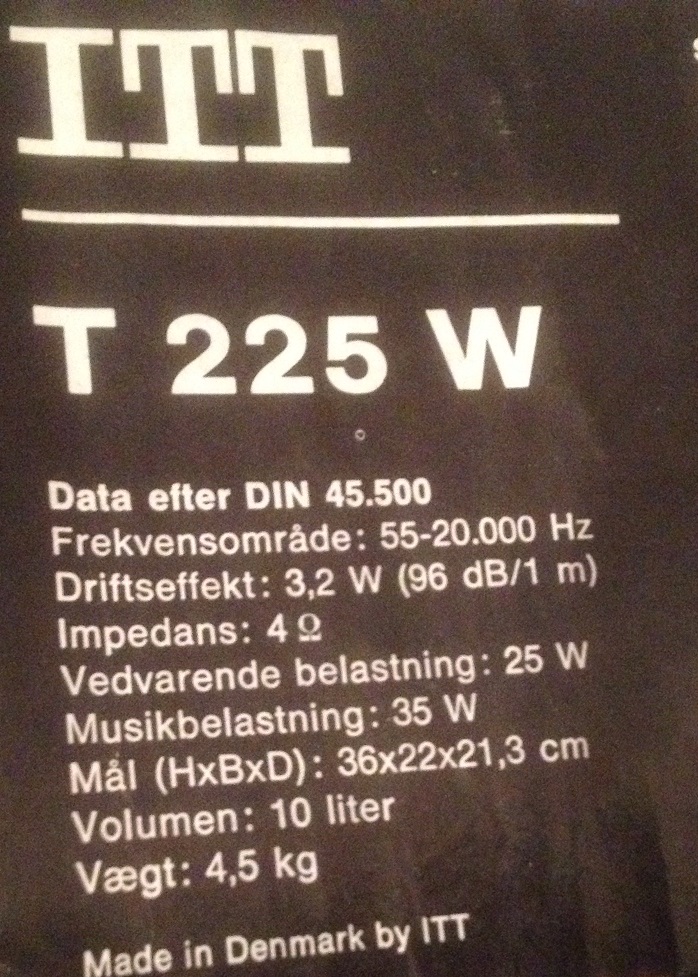 ITT
T 225 W
Data efter DIN 45.500
Frekvensområde: 55-20.000 Hz
Driftseffekt: 3,2 W (96 dB/1 m)
Impedans: 4 Ω
Vedvarende belastning: 25 W
Musikbelastning: 35 W
Mål (HxBxD): 36x22x21,3 cm
Volumen: 10 liter
Vægt: 4,5 kg
Made in Denmark by ITT